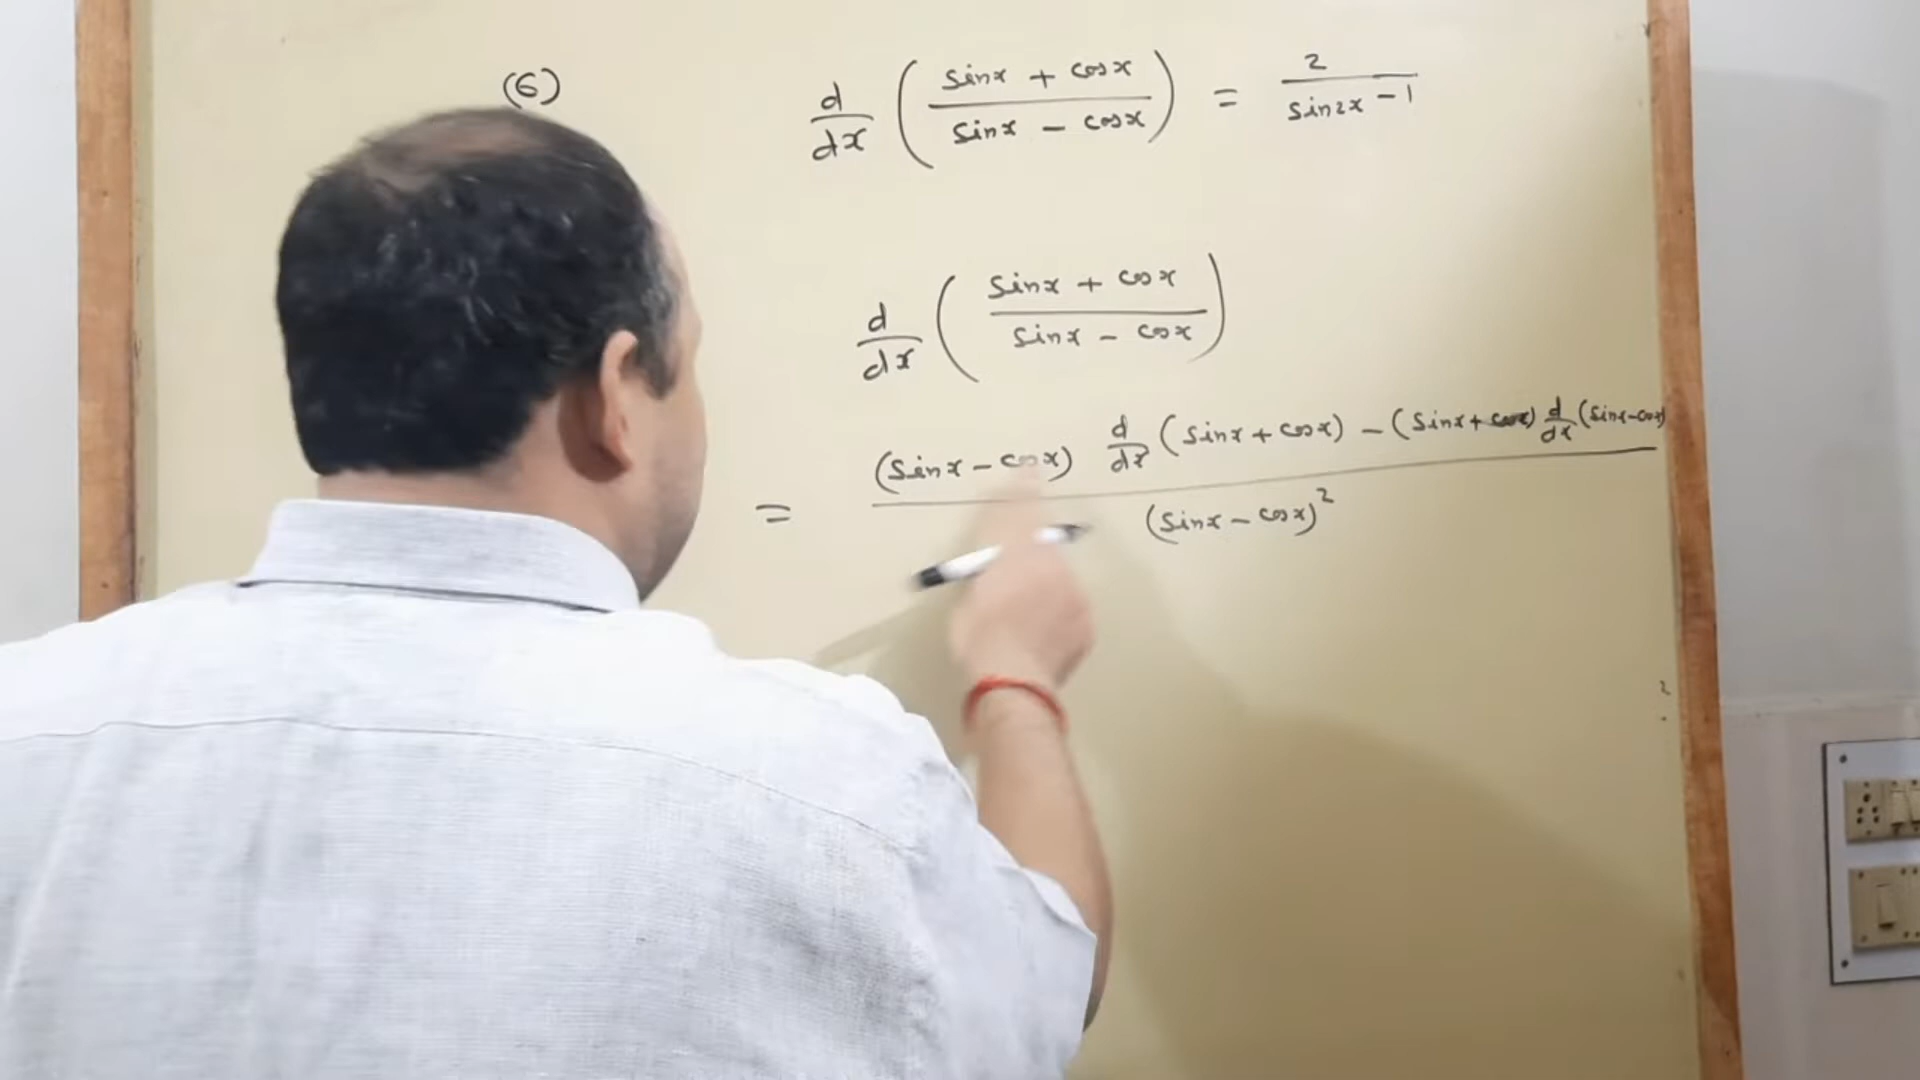 (6) d/dx ( (sinx + cosx) / (sinx - cosx) ) = 2 / (sin2x - 1)
d/dx ( (sinx + cosx) / (sinx - cosx) )
= ( (sinx - cosx) d/dx (sinx + cosx) - (sinx + cosx) d/dx (sinx-cosx) ) / (sinx - cosx)²